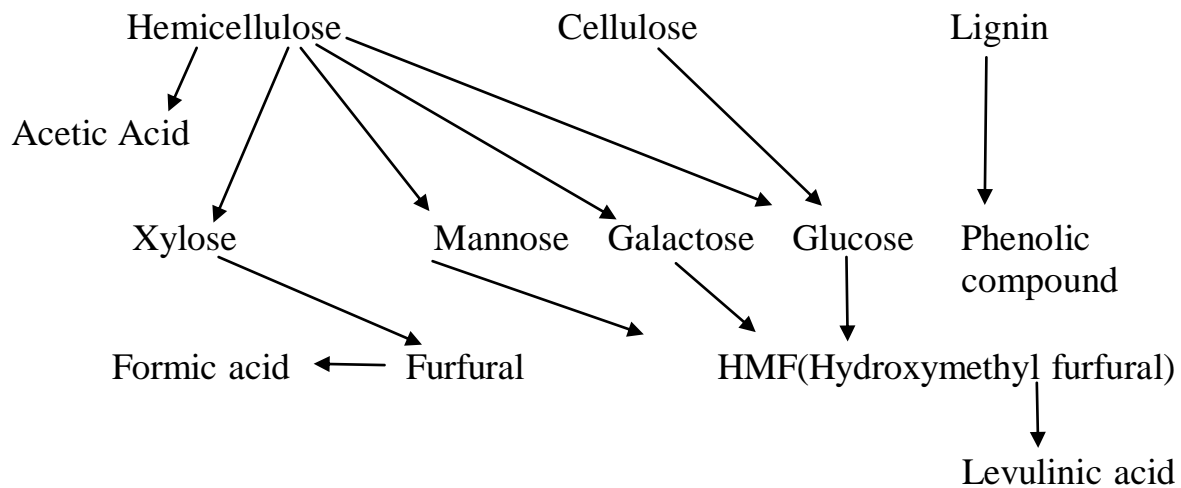 Hemicellulose Cellulose Lignin
Acetic Acid
Xylose Mannose Galactose Glucose Phenolic
compound
Formic acid Furfural HMF(Hydroxymethyl furfural)
Levulinic acid